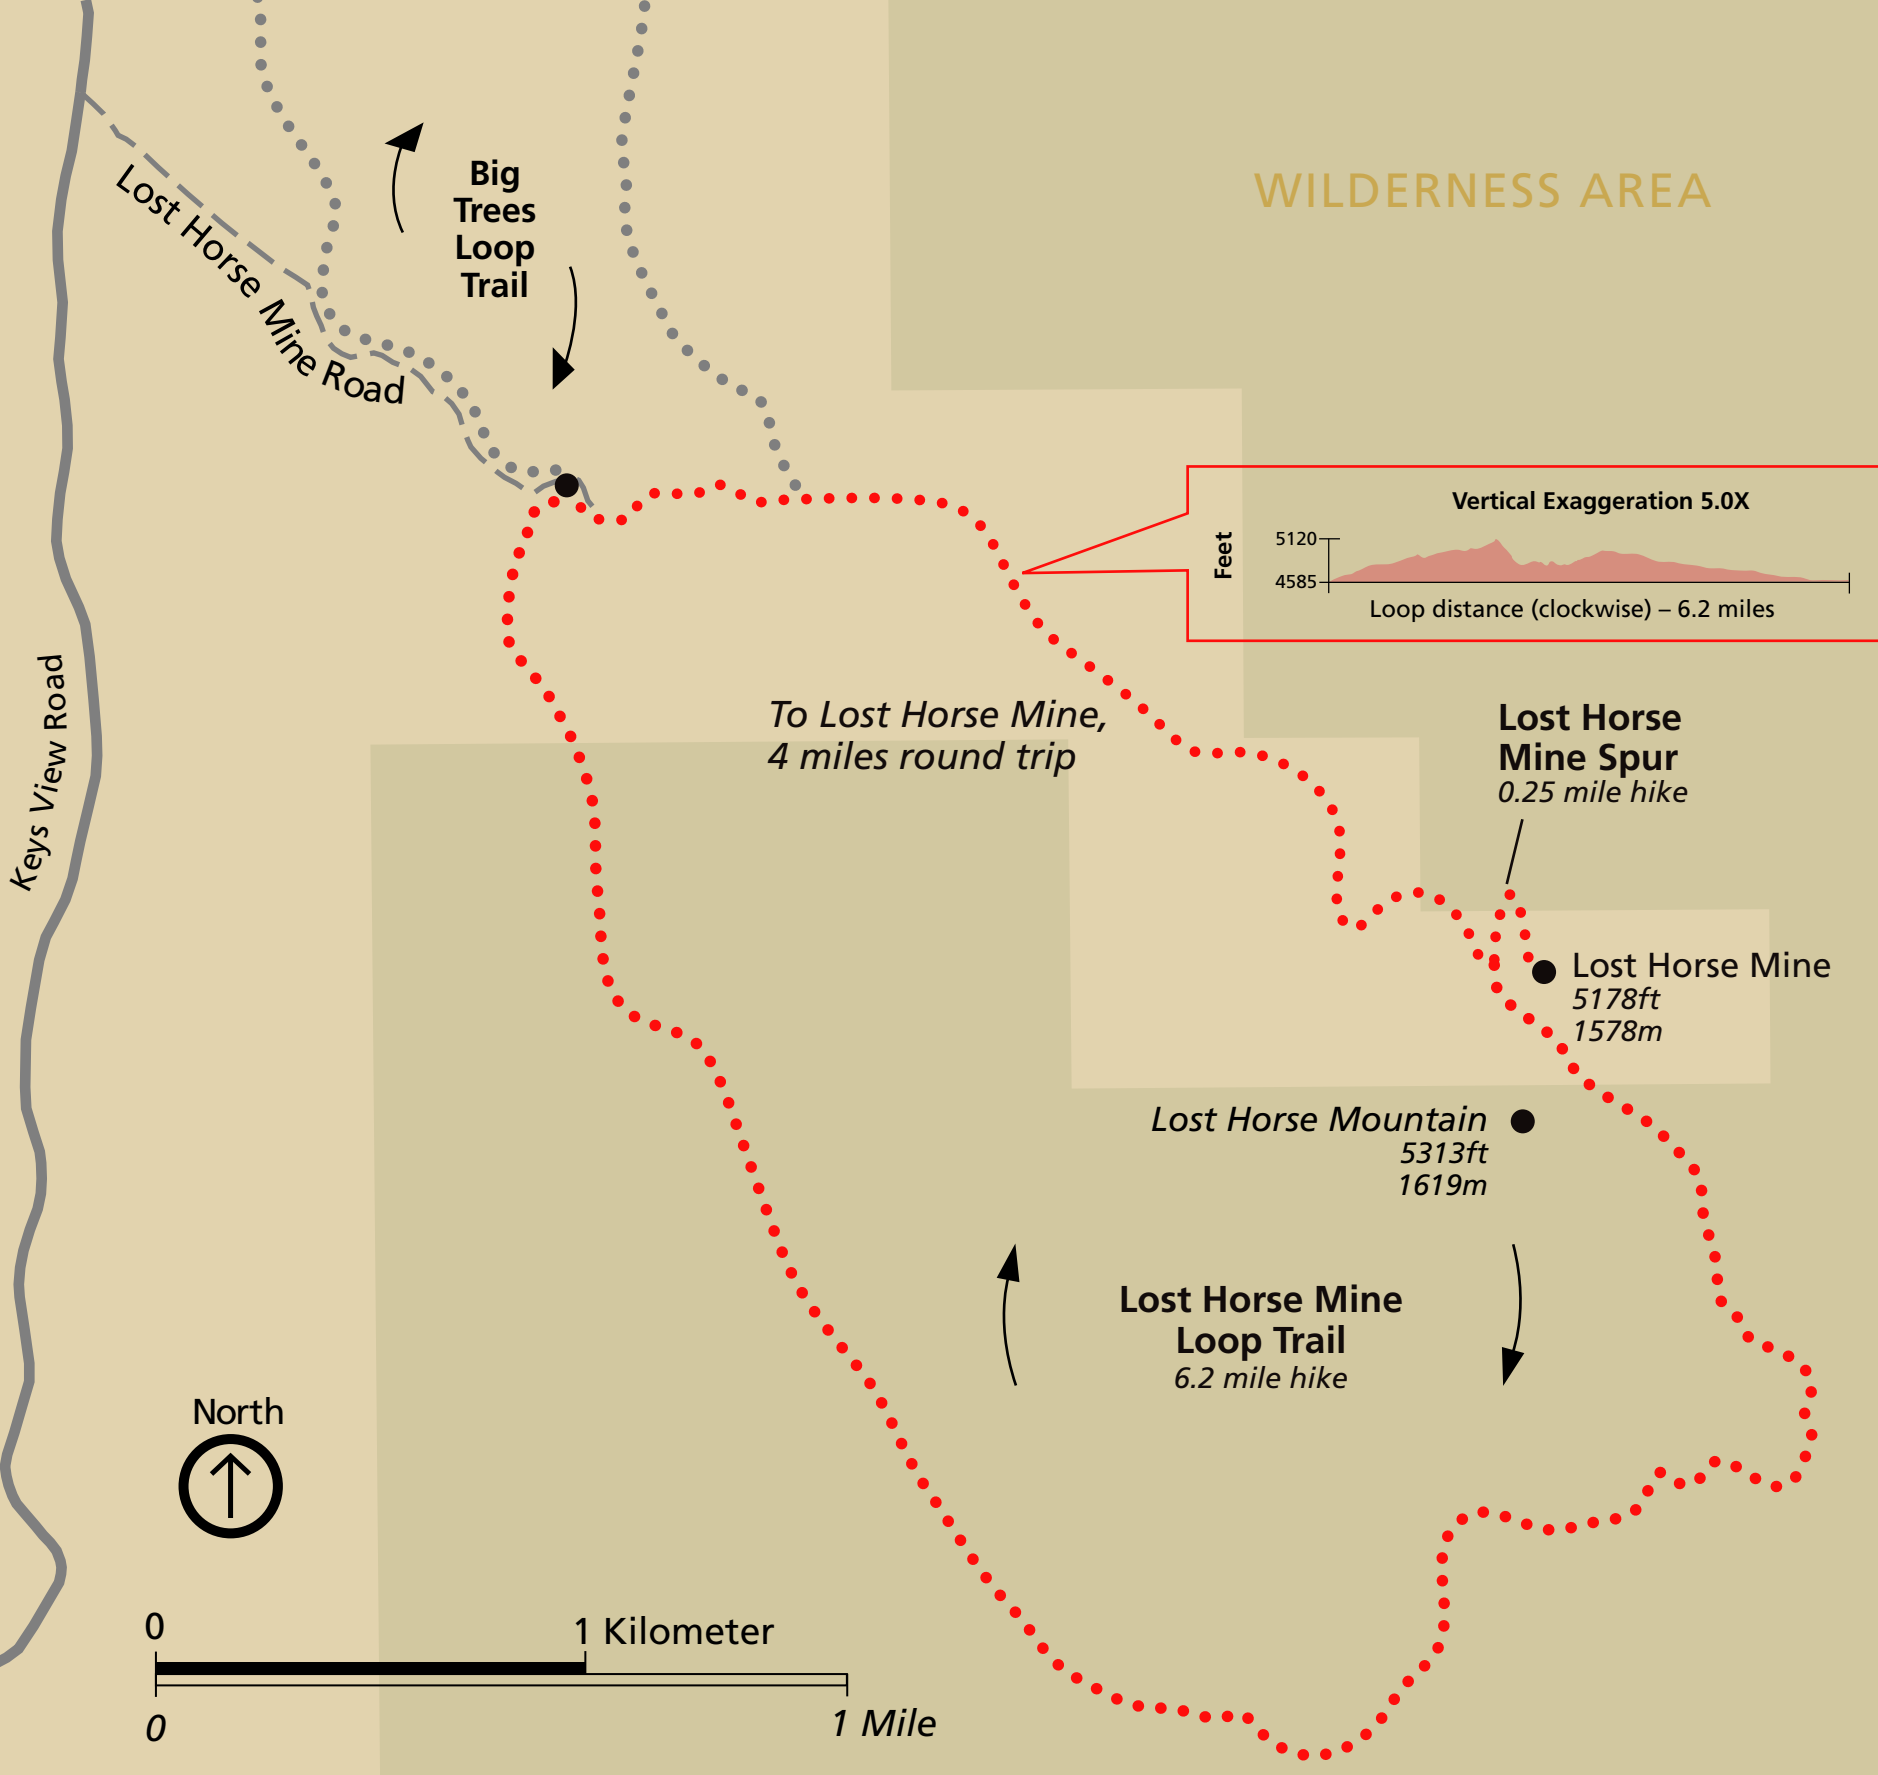 Big
Trees
Loop
Trail
WILDERNESS AREA
Lost Horse Mine Road
Vertical Exaggeration 5.0X
Feet
5120
4585
Loop distance (clockwise) – 6.2 miles
Keys View Road
To Lost Horse Mine,
4 miles round trip
Lost Horse
Mine Spur
0.25 mile hike
Lost Horse Mine
5178ft
1578m
Lost Horse Mountain
5313ft
1619m
Lost Horse Mine
Loop Trail
6.2 mile hike
North
0
1 Kilometer
0
1 Mile